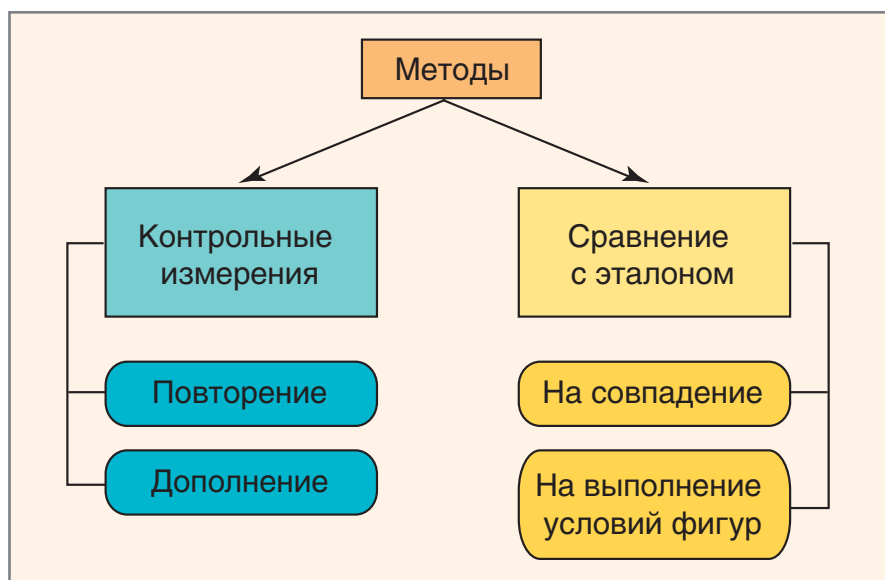 Методы
Контрольные
измерения
Повторение
Дополнение
Сравнение
с эталоном
На совпадение
На выполнение
условий фигур